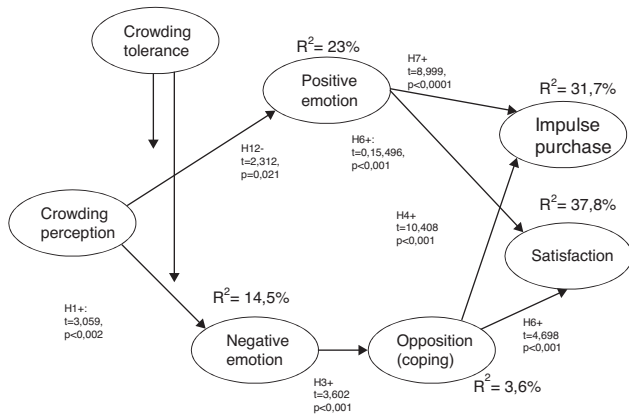 Crowding
tolerance
R²= 23%
Positive
emotion
H7+
t=8,999,
p<0,0001
R²= 31,7%
Impulse
purchase
H12-
t=2,312,
p=0,021
H6+:
t=0,15,496,
p<0,001
Crowding
perception
H4+
t=10,408
p<0,001
R²= 37,8%
Satisfaction
H1+:
t=3,059,
p<0,002
R²= 14,5%
Negative
emotion
H3+
t=3,602
p<0,001
Opposition
(coping)
R²= 3,6%
H6+
t=4,698
p<0,001